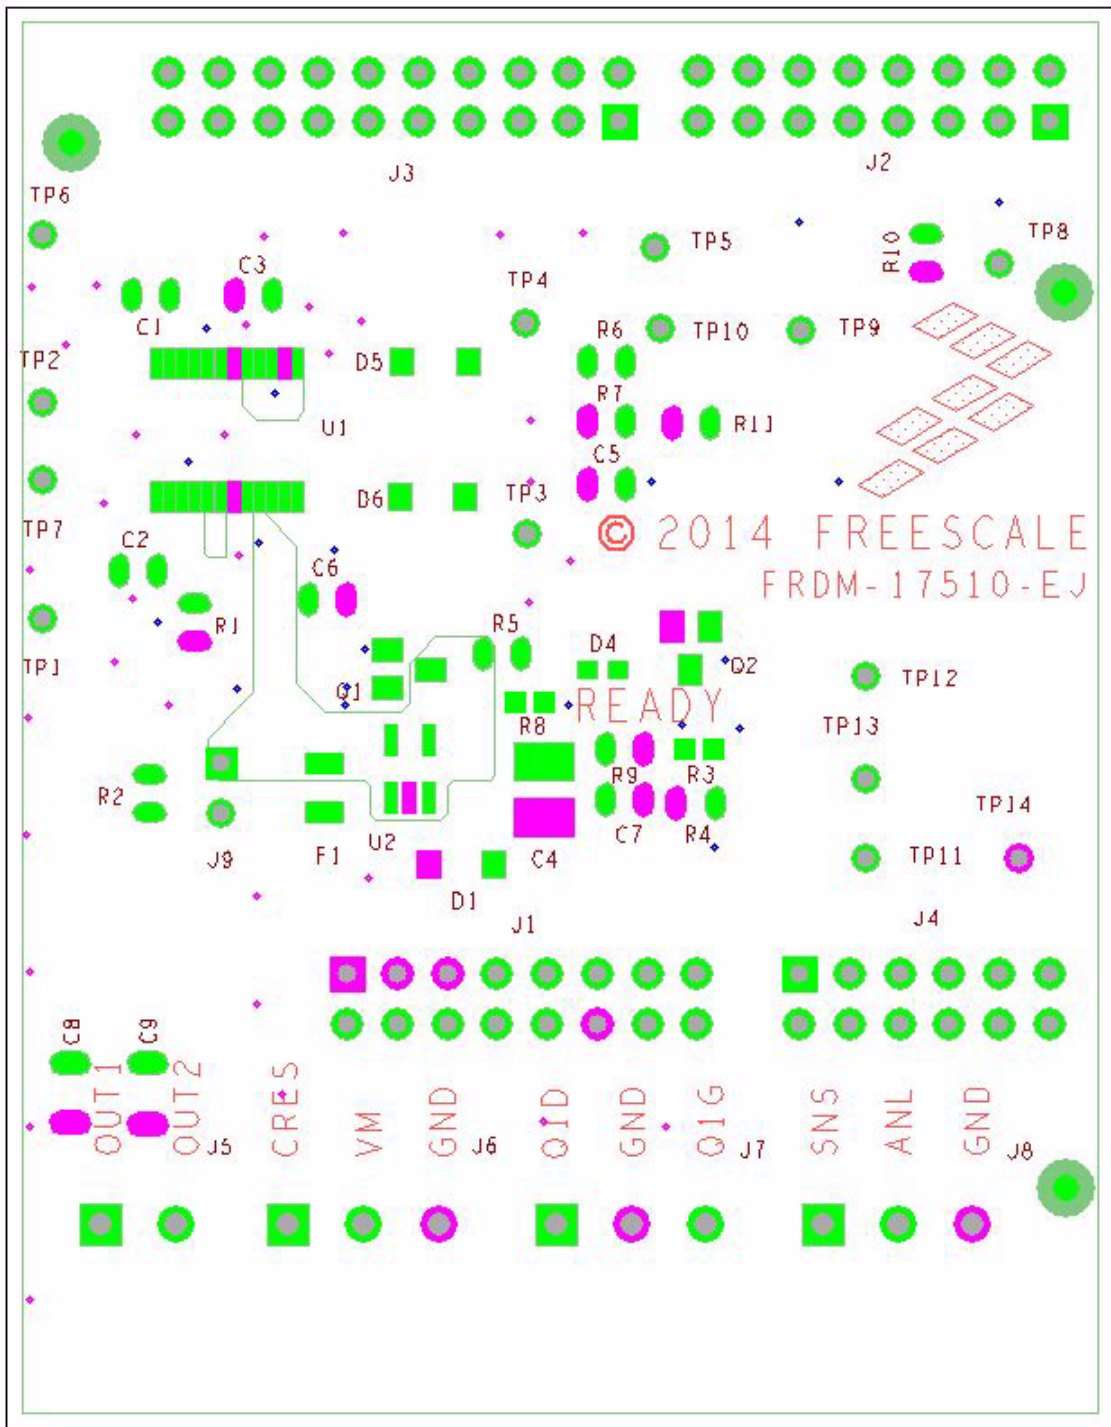 J3
J2
TP6
TP5
R10
TP8
C3
TP4
C1
R6
TP10
TP9
TP2
D5
R7
U1
R11
C5
D6
TP3
TP7
© 2014 FREESCALE
C2
C6
FRDM-17510-EJ
R1
R5
D4
TP1
Q1
Q2
TP12
READY
R8
TP13
R9
R3
R2
TP14
U2
C7
R4
J9
F1
C4
TP11
D1
J1
J4
C8
C9
OUT1
OUT2
J5
CRES
VM
GND
J6
Q1D
GND
Q1G
J7
SNS
ANL
GND
J8